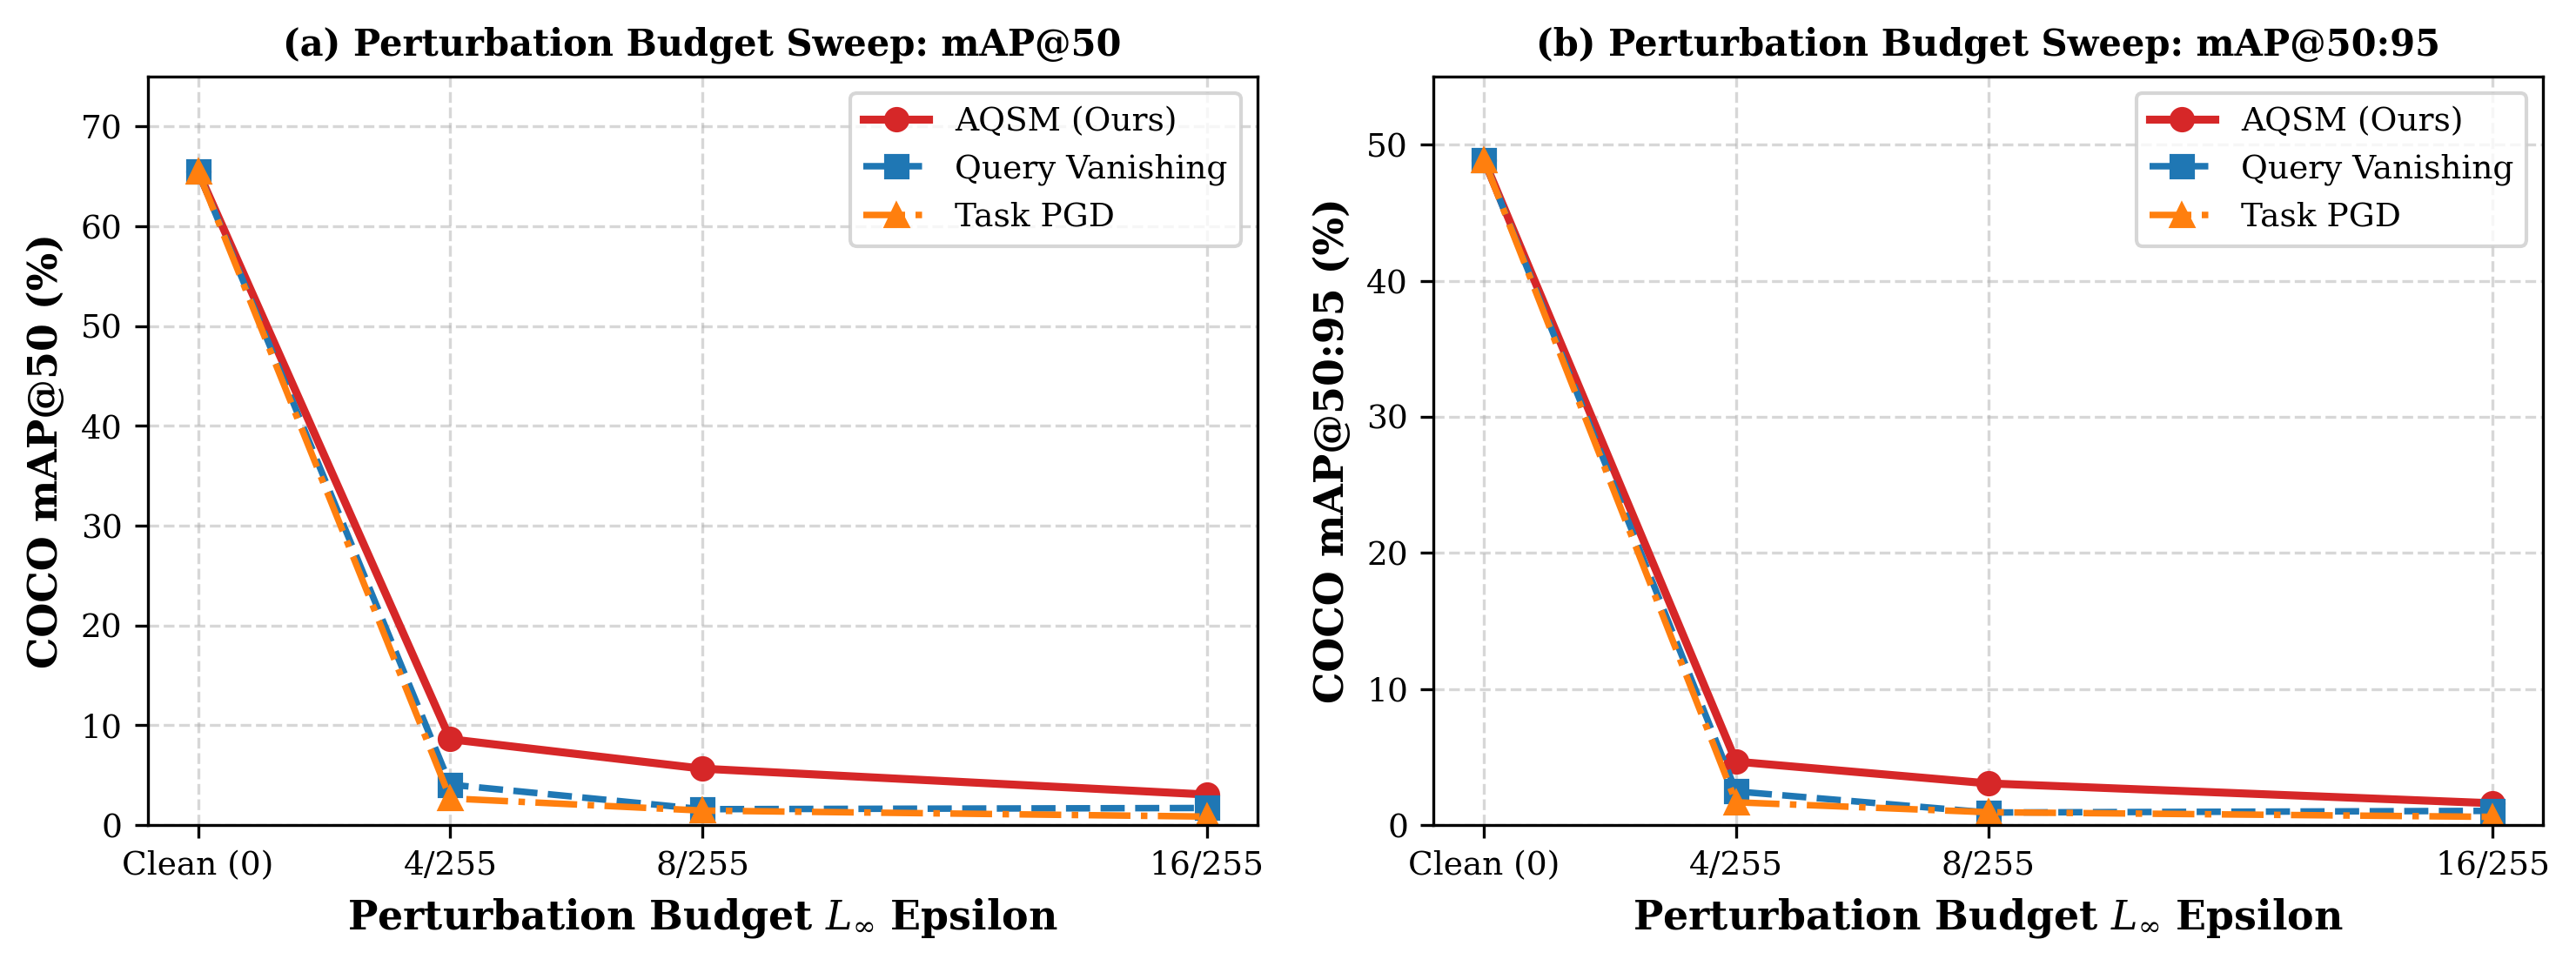 (a) Perturbation Budget Sweep: mAP@50
COCO mAP@50 (%)
70
60
50
40
30
20
10
0
AQSM (Ours)
Query Vanishing
Task PGD
Clean (0)
4/255
8/255
16/255
Perturbation Budget L∞ Epsilon
(b) Perturbation Budget Sweep: mAP@50:95
COCO mAP@50:95 (%)
50
40
30
20
10
0
AQSM (Ours)
Query Vanishing
Task PGD
Clean (0)
4/255
8/255
16/255
Perturbation Budget L∞ Epsilon